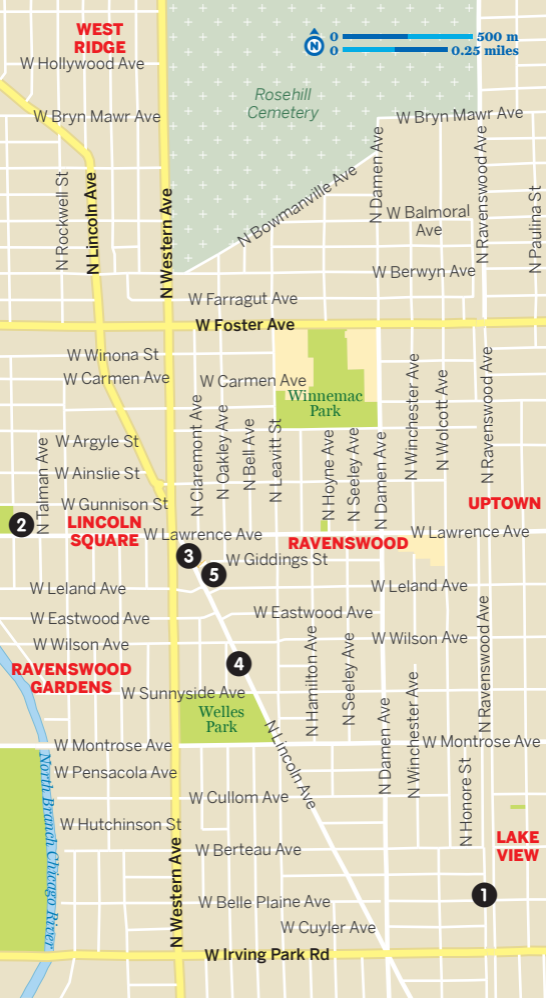 WEST
RIDGE
N
0 500 m
0 0.25 miles
W Hollywood Ave
Rosehill
Cemetery
W Bryn Mawr Ave
W Bryn Mawr Ave
N Damen Ave
N Ravenswood Ave
N Paulina St
N Rockwell St
N Lincoln Ave
N Western Ave
N Bowmanville Ave
W Balmoral
Ave
W Berwyn Ave
W Farragut Ave
W Foster Ave
W Winona St
W Carmen Ave
W Carmen Ave
Winnemac
Park
N Winchester Ave
N Wolcott Ave
N Ravenswood Ave
N Claremont Ave
N Oakley Ave
N Bell Ave
N Leavitt St
N Hoyne Ave
N Seeley Ave
N Damen Ave
W Argyle St
W Ainslie St
N Talman Ave
W Gunnison St
UPTOWN
2
LINCOLN
SQUARE
W Lawrence Ave
W Lawrence Ave
RAVENSWOOD
3
W Giddings St
5
W Leland Ave
W Leland Ave
W Eastwood Ave
W Eastwood Ave
W Wilson Ave
W Wilson Ave
RAVENSWOOD
GARDENS
4
N Hamilton Ave
N Seeley Ave
N Ravenswood Ave
W Sunnyside Ave
Welles
Park
N Damen Ave
N Winchester Ave
N Lincoln Ave
W Montrose Ave
W Montrose Ave
W Pensacola Ave
North Branch Chicago River
N Honore St
W Cullom Ave
W Hutchinson St
LAKE
VIEW
W Berteau Ave
N Western Ave
1
W Belle Plaine Ave
W Cuyler Ave
W Irving Park Rd